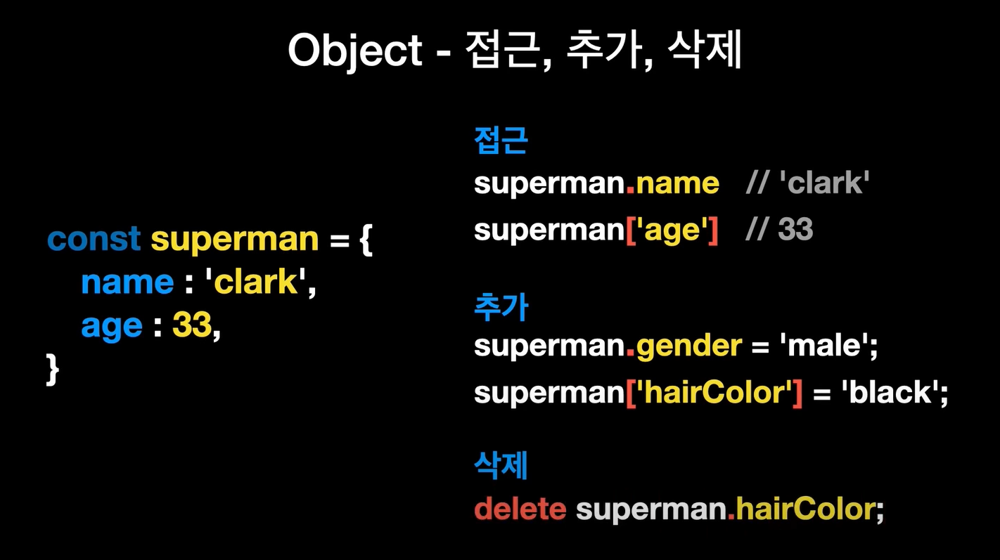 Object - 접근, 추가, 삭제
const superman = {
name : 'clark',
age : 33,
}
접근
superman.name // 'clark'
superman['age'] // 33
추가
superman.gender = 'male';
superman['hairColor'] = 'black';
삭제
delete superman.hairColor;